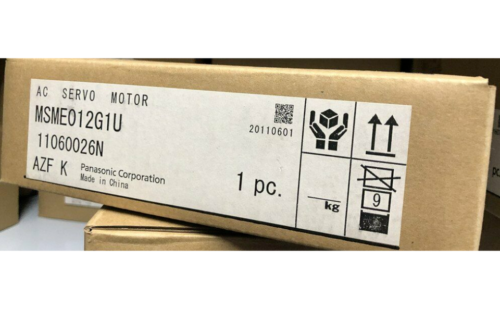 AC SERVO MOTOR
MSME012G1U
20110601
11060026N
AZF K
Panasonic Corporation
Made in China
1 pc.
kg
9